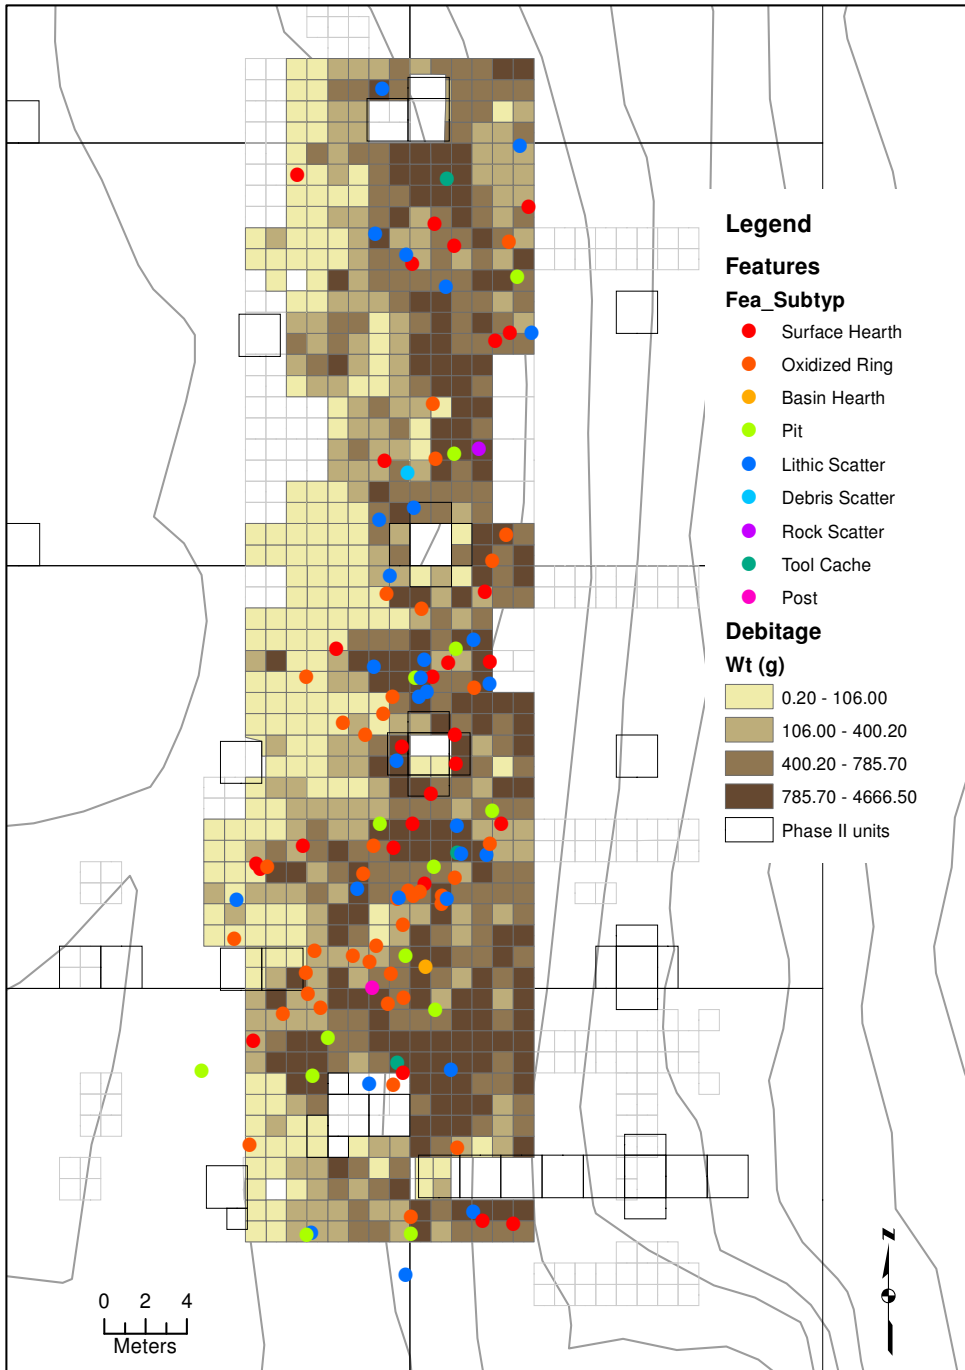 Legend
Features
Fea_Subtyp
Surface Hearth
Oxidized Ring
Basin Hearth
Pit
Lithic Scatter
Debris Scatter
Rock Scatter
Tool Cache
Post
Debitage
Wt (g)
0.20 - 106.00
106.00 - 400.20
400.20 - 785.70
785.70 - 4666.50
Phase II units
0 2 4
Meters
N